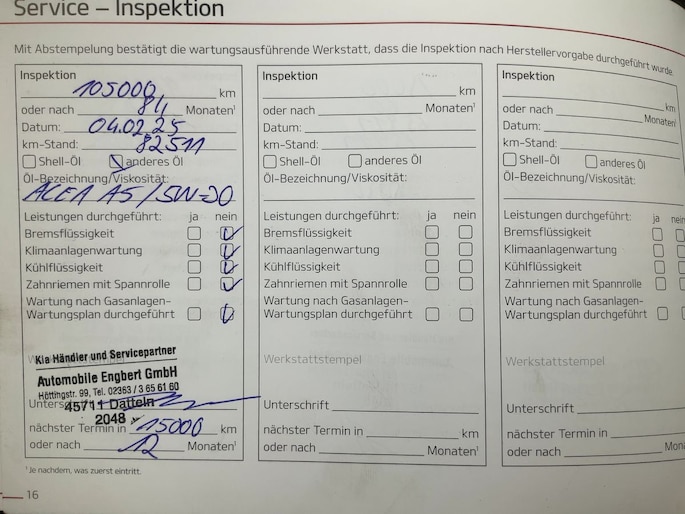 Service – Inspektion
Mit Abstempelung bestätigt die wartungsausführende Werkstatt, dass die Inspektion nach Herstellervorgabe durchgeführt wurde.
Inspektion
105000 km
oder nach 84 Monaten¹
Datum: 04.02.25
km-Stand: 82511
Shell-Öl anderes Öl
Öl-Bezeichnung/Viskosität:
ACEA A5/5W-30
Leistungen durchgeführt: ja nein
Bremsflüssigkeit
Klimaanlagenwartung
Kühlflüssigkeit
Zahnriemen mit Spannrolle
Wartung nach Gasanlagen-
Wartungsplan durchgeführt
Kia Händler und Servicepartner
Automobile Engbert GmbH
Höttingstr. 99, Tel. 02363 / 3 65 61 60
45711 Datteln
2048
nächster Termin in 15000 km
oder nach 12 Monaten¹
Inspektion
km
oder nach Monaten¹
Datum:
km-Stand:
Shell-Öl anderes Öl
Öl-Bezeichnung/Viskosität:
Leistungen durchgeführt: ja nein
Bremsflüssigkeit
Klimaanlagenwartung
Kühlflüssigkeit
Zahnriemen mit Spannrolle
Wartung nach Gasanlagen-
Wartungsplan durchgeführt
Werkstattstempel
Unterschrift
nächster Termin in km
oder nach Monaten¹
Inspektion
km
oder nach Monaten¹
Datum:
km-Stand:
Shell-Öl anderes Öl
Öl-Bezeichnung/Viskosität:
Leistungen durchgeführt: ja nein
Bremsflüssigkeit
Klimaanlagenwartung
Kühlflüssigkeit
Zahnriemen mit Spannrolle
Wartung nach Gasanlagen-
Wartungsplan durchgeführt
Werkstattstempel
Unterschrift
nächster Termin in km
oder nach
¹ Je nachdem, was zuerst eintritt.
16